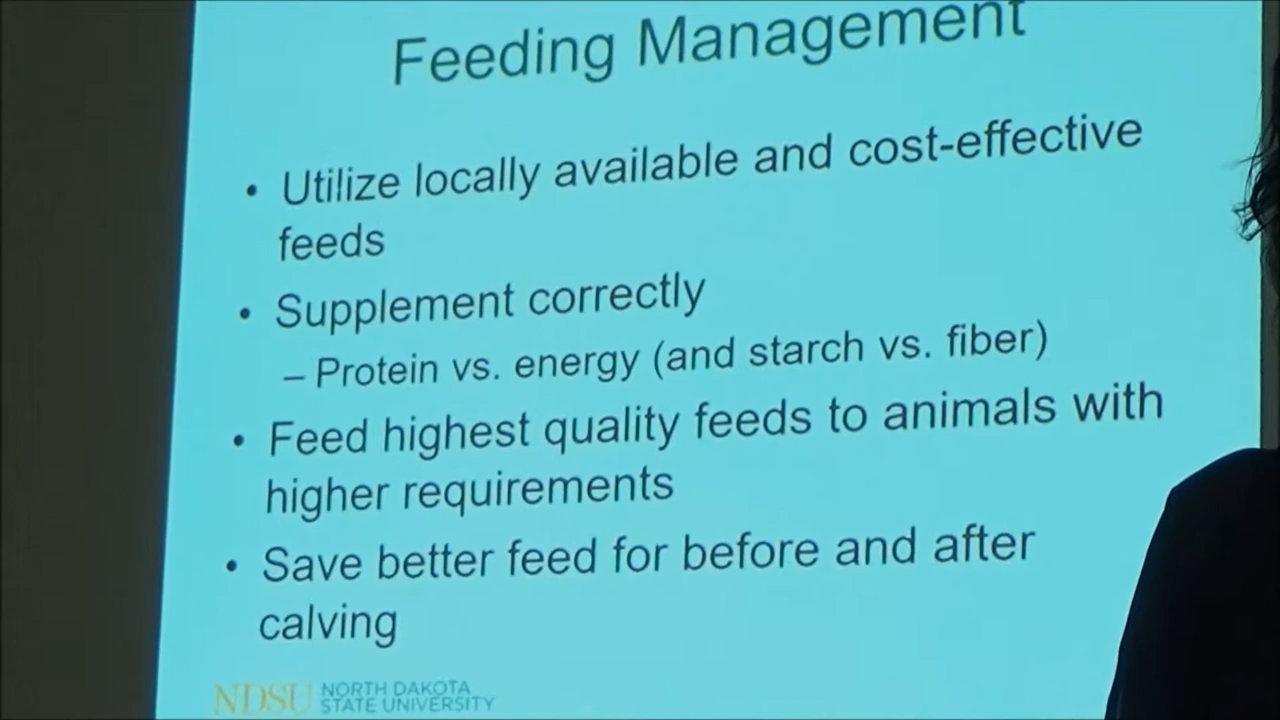 Feeding Management
• Utilize locally available and cost-effective
feeds
• Supplement correctly
– Protein vs. energy (and starch vs. fiber)
• Feed highest quality feeds to animals with
higher requirements
• Save better feed for before and after
calving
NDSU NORTH DAKOTA
STATE UNIVERSITY